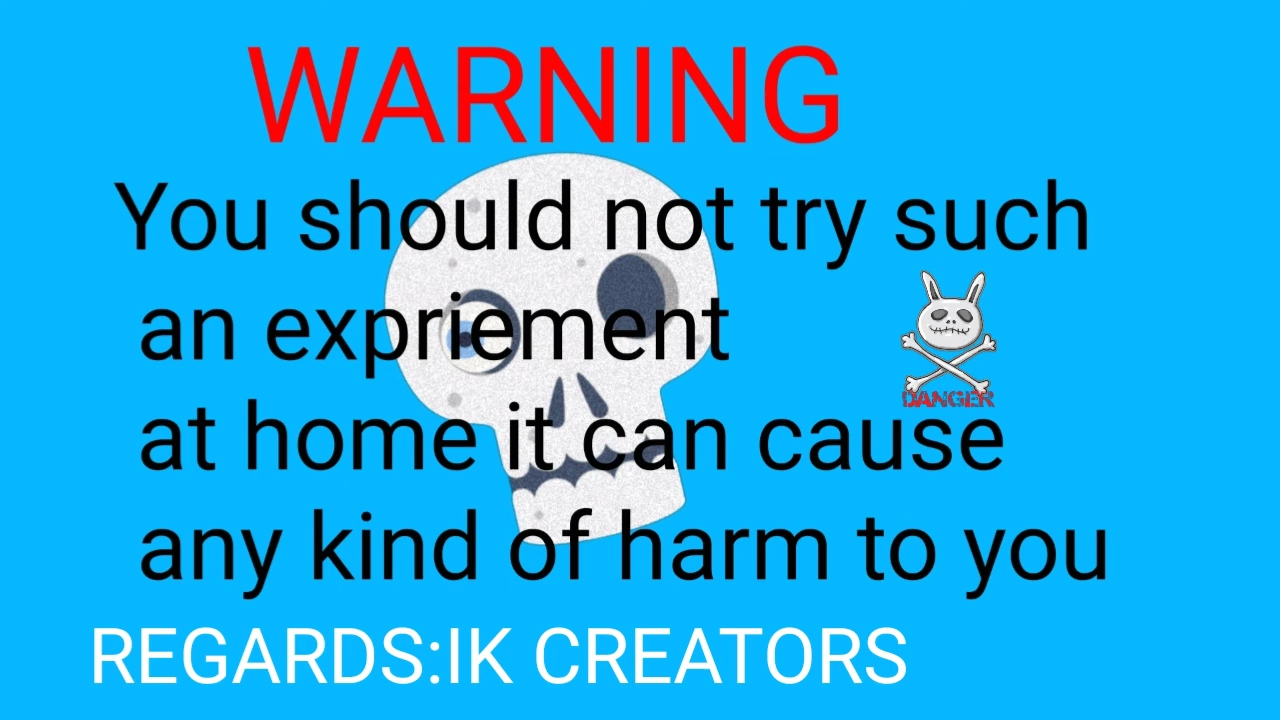 WARNING
You should not try such
an expriement
DANGER
at home it can cause
any kind of harm to you
REGARDS:IK CREATORS